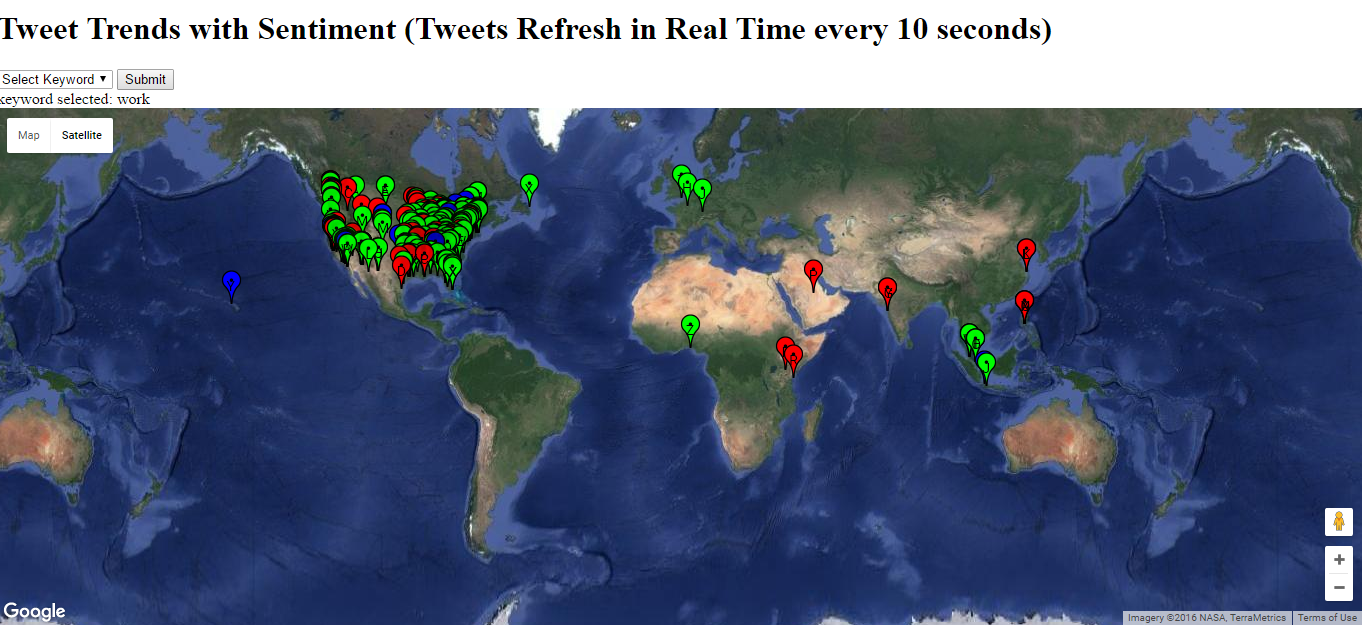 Tweet Trends with Sentiment (Tweets Refresh in Real Time every 10 seconds)
Select Keyword ▼ Submit
keyword selected: work
Map Satellite
Google
Imagery ©2016 NASA, TerraMetrics Terms of Use